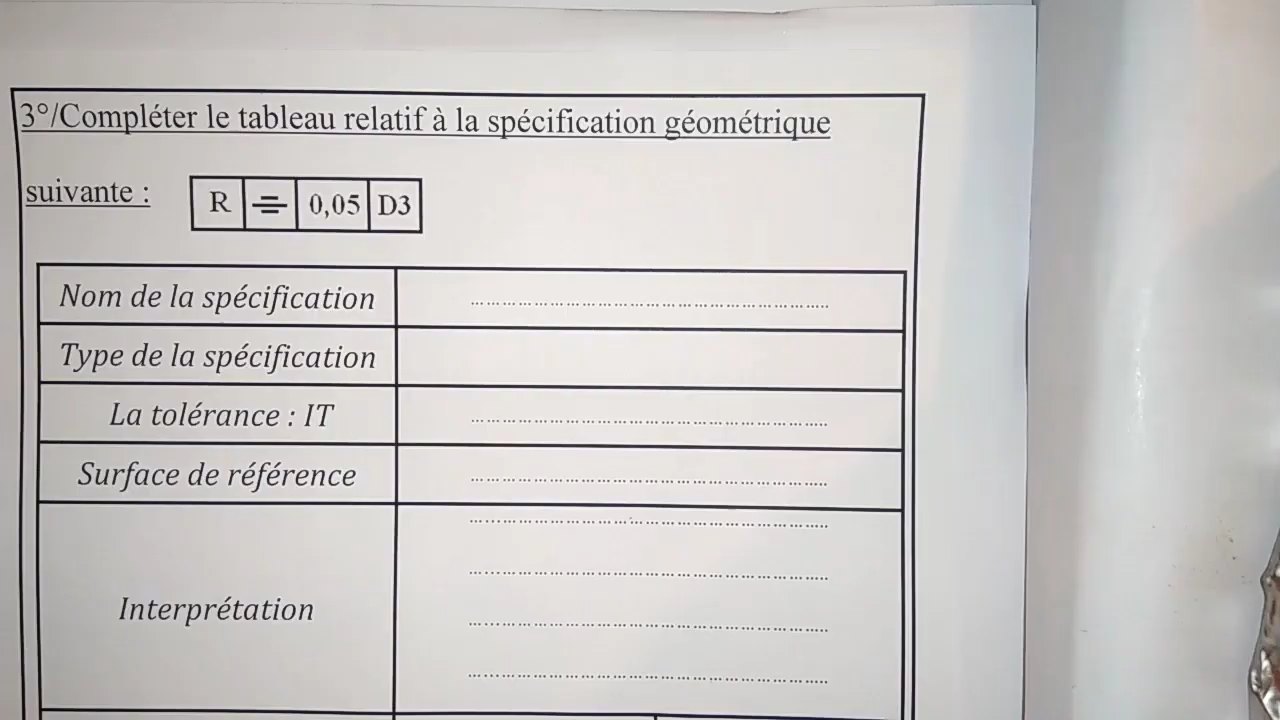 3°/Compléter le tableau relatif à la spécification géométrique
suivante :
R ⌯ 0,05 D3
Nom de la spécification ........................................................
Type de la spécification
La tolérance : IT ........................................................
Surface de référence ........................................................
Interprétation
........................................................
........................................................
........................................................
........................................................